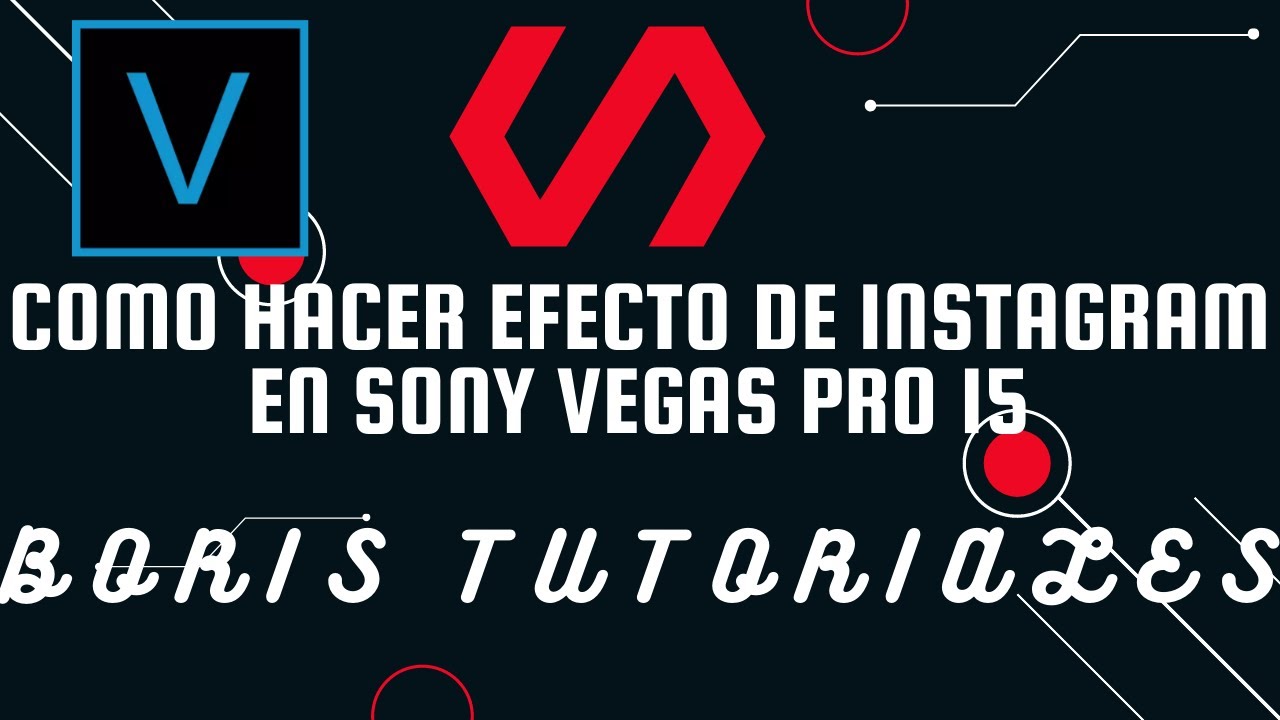 V
COMO HACER EFECTO DE INSTAGRAM
EN SONY VEGAS PRO 15
BORIS TUTORIALES